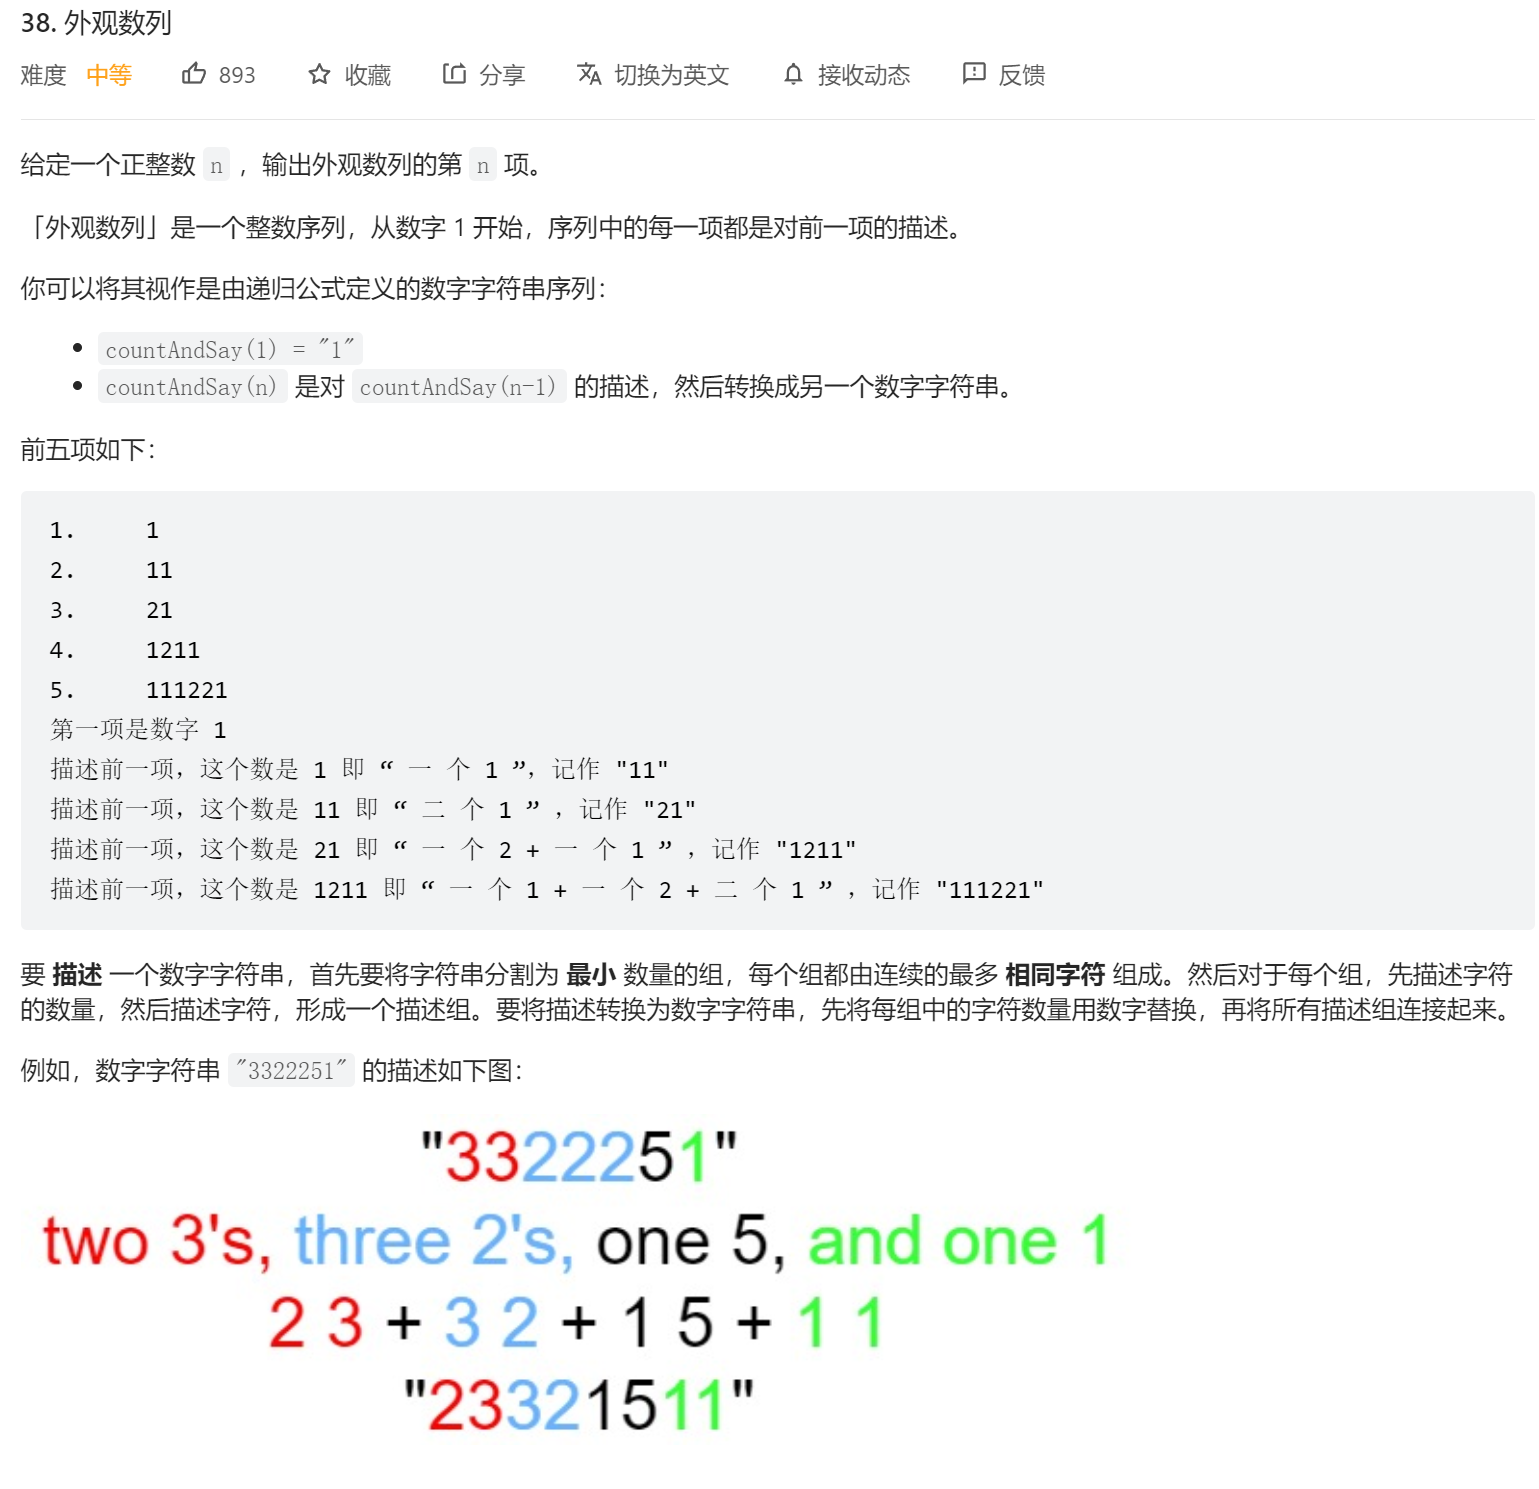 38. 外观数列
难度 中等 893 收藏 分享 切换为英文 接收动态 反馈
给定一个正整数 n ，输出外观数列的第 n 项。
「外观数列」是一个整数序列，从数字 1 开始，序列中的每一项都是对前一项的描述。
你可以将其视作是由递归公式定义的数字字符串序列：
• countAndSay(1) = "1"
• countAndSay(n) 是对 countAndSay(n-1) 的描述，然后转换成另一个数字字符串。
前五项如下：
1. 1
2. 11
3. 21
4. 1211
5. 111221
第一项是数字 1
描述前一项，这个数是 1 即 “ 一 个 1 ”，记作 "11"
描述前一项，这个数是 11 即 “ 二 个 1 ” ，记作 "21"
描述前一项，这个数是 21 即 “ 一 个 2 + 一 个 1 ” ，记作 "1211"
描述前一项，这个数是 1211 即 “ 一 个 1 + 一 个 2 + 二 个 1 ” ，记作 "111221"
要 描述 一个数字字符串，首先要将字符串分割为 最小 数量的组，每个组都由连续的最多 相同字符 组成。然后对于每个组，先描述字符
的数量，然后描述字符，形成一个描述组。要将描述转换为数字字符串，先将每组中的字符数量用数字替换，再将所有描述组连接起来。
例如，数字字符串 "3322251" 的描述如下图：
"3322251"
two 3's, three 2's, one 5, and one 1
2 3 + 3 2 + 1 5 + 1 1
"23321511"